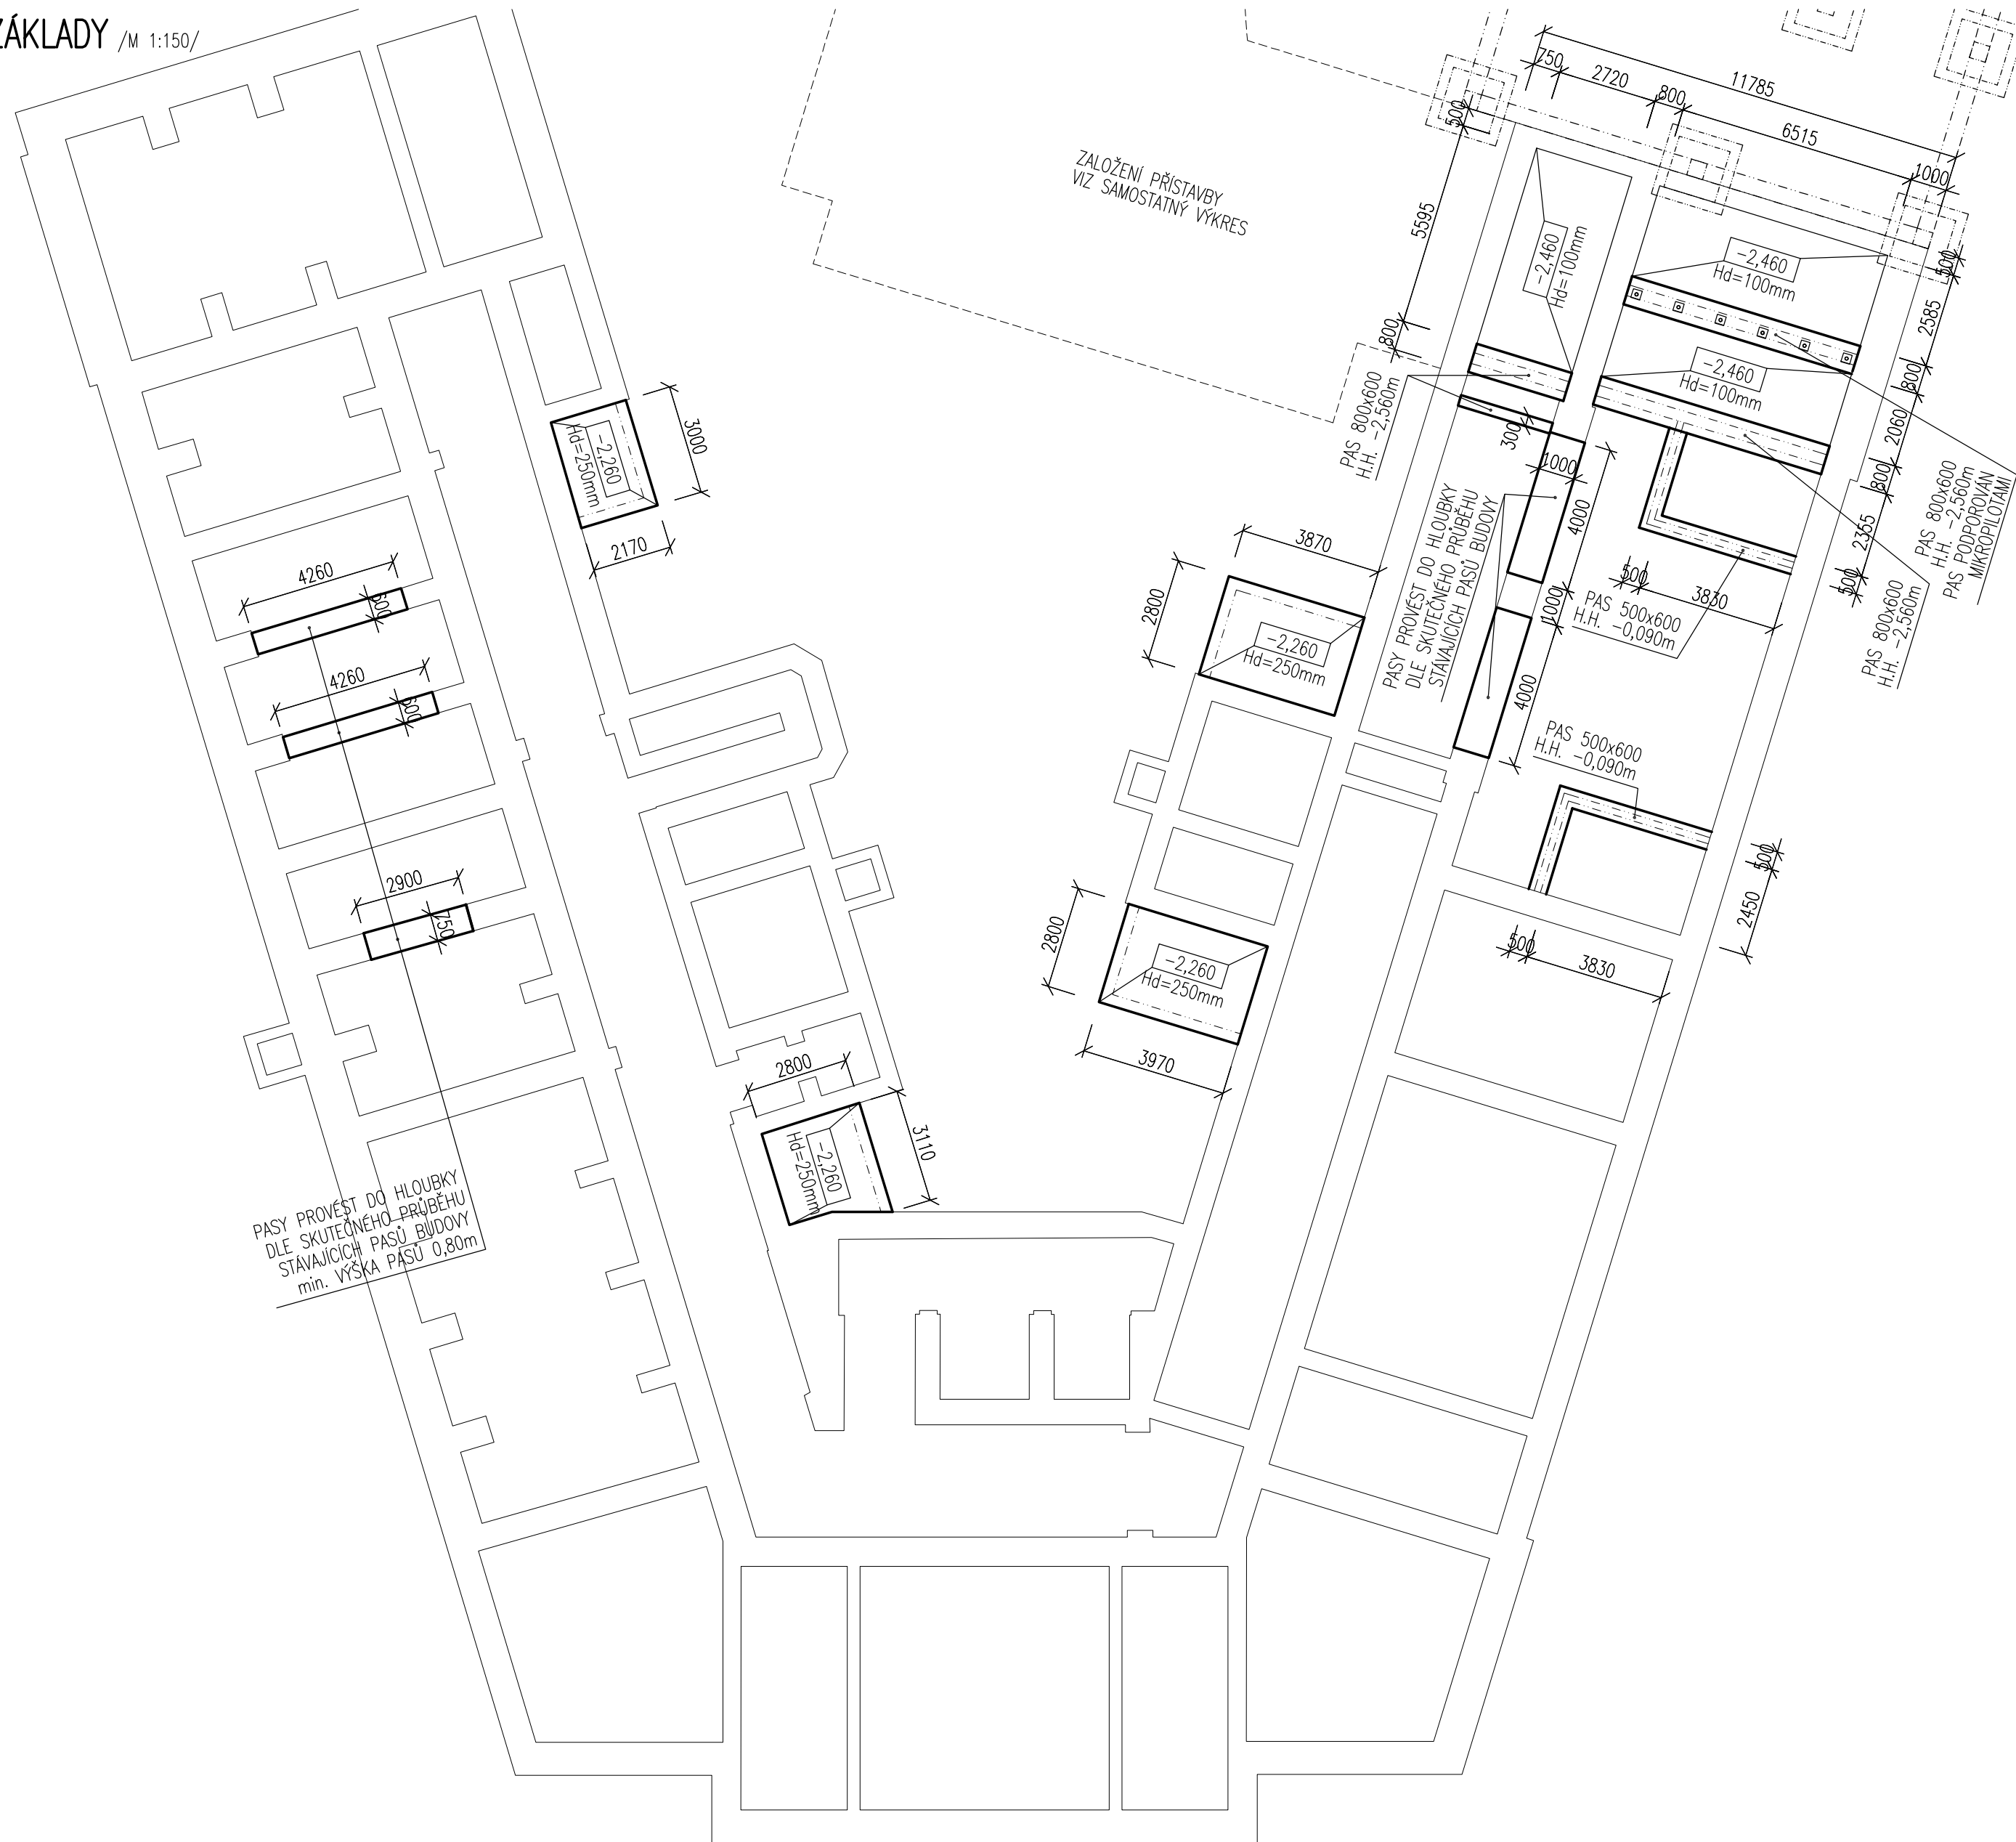 ZÁKLADY /M 1:150/
ZALOŽENÍ PŘÍSTAVBY
VIZ SAMOSTATNÝ VÝKRES
750
2720
800
11785
6515
1000
500
5595
800
-2,460
Hd=100mm
-2,460
Hd=100mm
-2,460
Hd=100mm
500
2585
800
2060
800
2355
500
PAS 800x600
H.H. -2,560m
300
1000
4000
1000
4000
PASY PROVÉST DO HLOUBKY
DLE SKUTEČNÉHO PRŮBĚHU
STÁVAJÍCÍCH PASŮ BUDOVY
PAS 800x600
H.H. -2,560m
PAS PODPOROVÁN
MIKROPILOTAMI
PAS 800x600
H.H. -2,560m
500
3830
PAS 500x600
H.H. -0,090m
PAS 500x600
H.H. -0,090m
500
2450
500
3830
3000
-2,260
Hd=250mm
2170
3870
2800
-2,260
Hd=250mm
2800
-2,260
Hd=250mm
3970
4260
600
4260
600
2900
750
2800
3110
-2,260
Hd=250mm
PASY PROVÉST DO HLOUBKY
DLE SKUTEČNÉHO PRŮBĚHU
STÁVAJÍCÍCH PASŮ BUDOVY
min. VÝŠKA PASŮ 0,80m